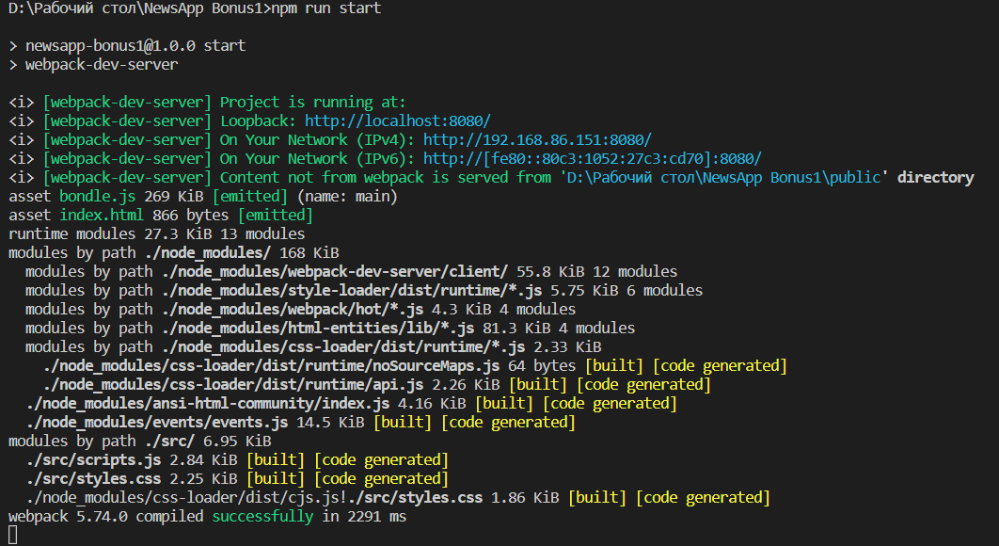 D:\Рабочий стол\NewsApp Bonus1>npm run start
> newsapp-bonus1@1.0.0 start
> webpack-dev-server
<i> [webpack-dev-server] Project is running at:
<i> [webpack-dev-server] Loopback: http://localhost:8080/
<i> [webpack-dev-server] On Your Network (IPv4): http://192.168.86.151:8080/
<i> [webpack-dev-server] On Your Network (IPv6): http://[fe80::80c3:1052:27c3:cd70]:8080/
<i> [webpack-dev-server] Content not from webpack is served from 'D:\Рабочий стол\NewsApp Bonus1\public' directory
asset bondle.js 269 KiB [emitted] (name: main)
asset index.html 866 bytes [emitted]
runtime modules 27.3 KiB 13 modules
modules by path ./node_modules/ 168 KiB
  modules by path ./node_modules/webpack-dev-server/client/ 55.8 KiB 12 modules
  modules by path ./node_modules/style-loader/dist/runtime/*.js 5.75 KiB 6 modules
  modules by path ./node_modules/webpack/hot/*.js 4.3 KiB 4 modules
  modules by path ./node_modules/html-entities/lib/*.js 81.3 KiB 4 modules
  modules by path ./node_modules/css-loader/dist/runtime/*.js 2.33 KiB
    ./node_modules/css-loader/dist/runtime/noSourceMaps.js 64 bytes [built] [code generated]
    ./node_modules/css-loader/dist/runtime/api.js 2.26 KiB [built] [code generated]
  ./node_modules/ansi-html-community/index.js 4.16 KiB [built] [code generated]
  ./node_modules/events/events.js 14.5 KiB [built] [code generated]
modules by path ./src/ 6.95 KiB
  ./src/scripts.js 2.84 KiB [built] [code generated]
  ./src/styles.css 2.25 KiB [built] [code generated]
  ./node_modules/css-loader/dist/cjs.js!./src/styles.css 1.86 KiB [built] [code generated]
webpack 5.74.0 compiled successfully in 2291 ms